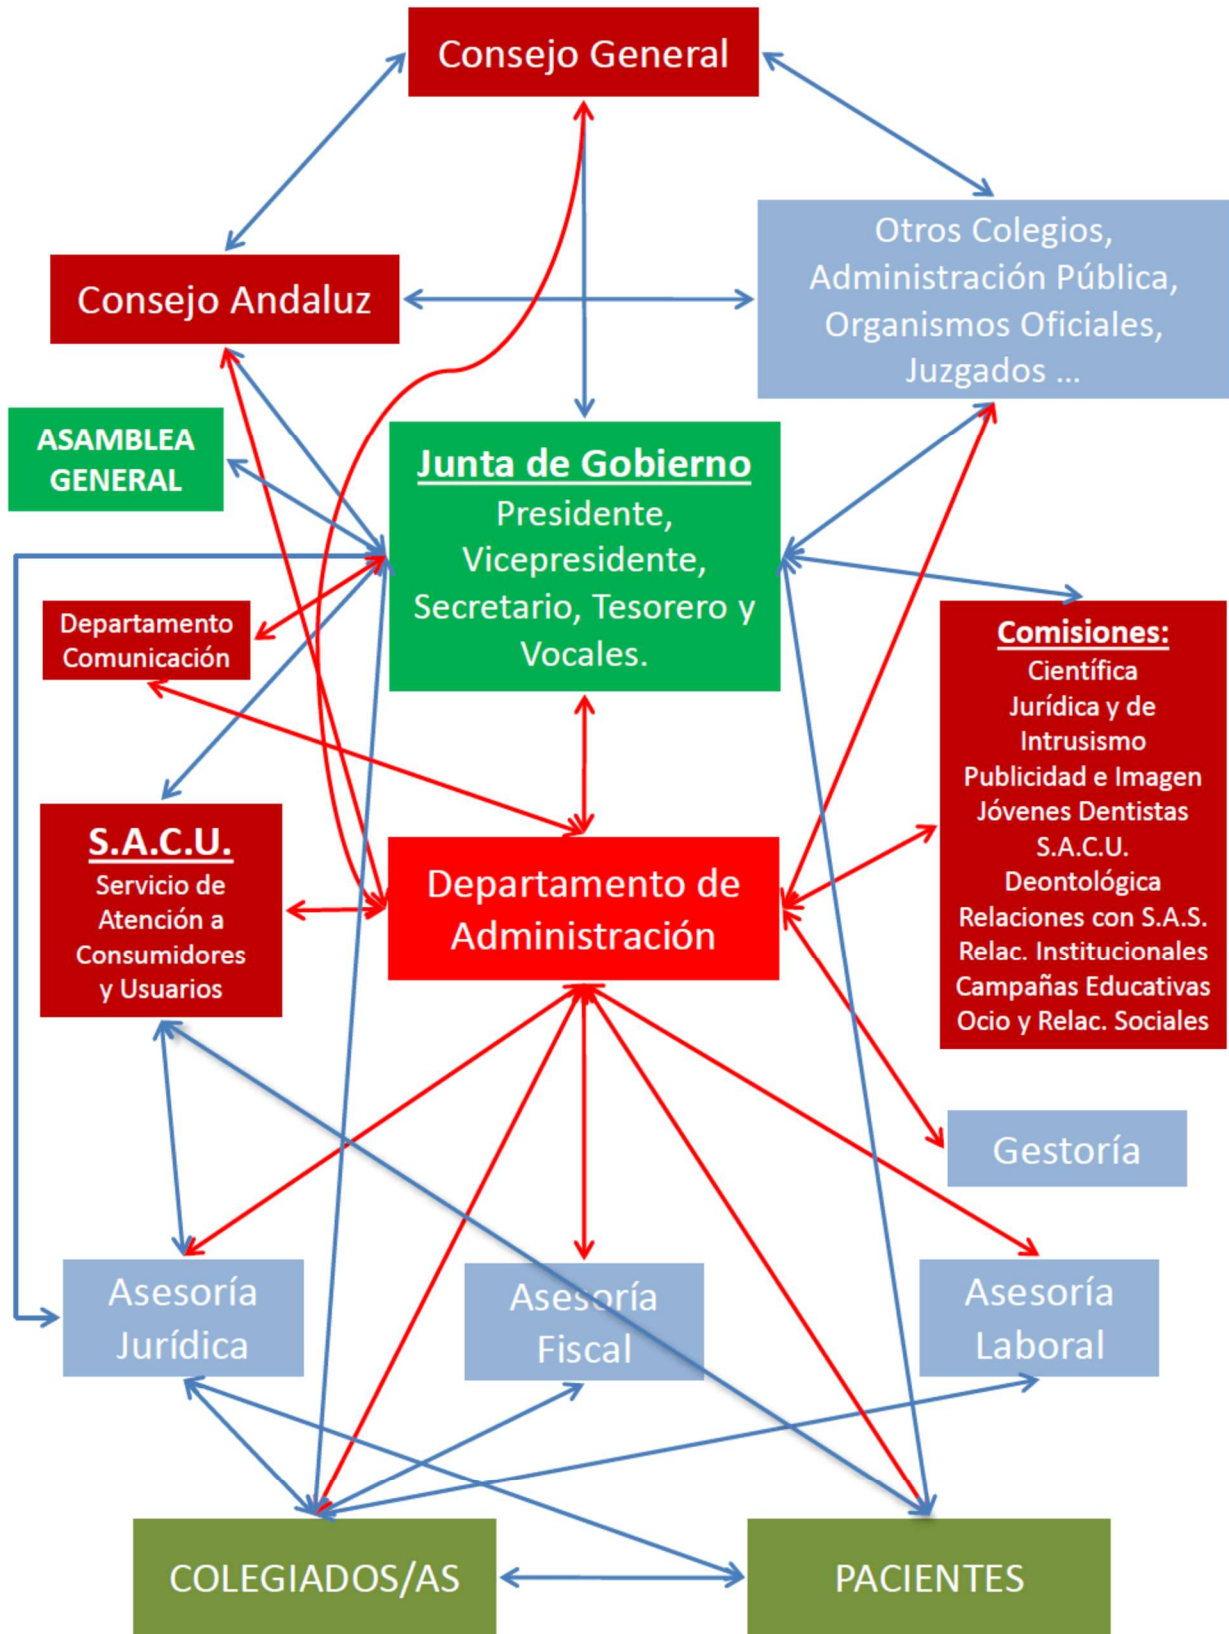 Consejo General
Otros Colegios,
Administración Pública,
Organismos Oficiales,
Juzgados ...
Consejo Andaluz
ASAMBLEA
GENERAL
Junta de Gobierno
Presidente,
Vicepresidente,
Secretario, Tesorero y
Vocales.
Departamento
Comunicación
Comisiones:
Científica
Jurídica y de
Intrusismo
Publicidad e Imagen
Jóvenes Dentistas
S.A.C.U.
Deontológica
Relaciones con S.A.S.
Relac. Institucionales
Campañas Educativas
Ocio y Relac. Sociales
S.A.C.U.
Servicio de
Atención a
Consumidores
y Usuarios
Departamento de
Administración
Gestoría
Asesoría
Jurídica
Asesoría
Fiscal
Asesoría
Laboral
COLEGIADOS/AS
PACIENTES